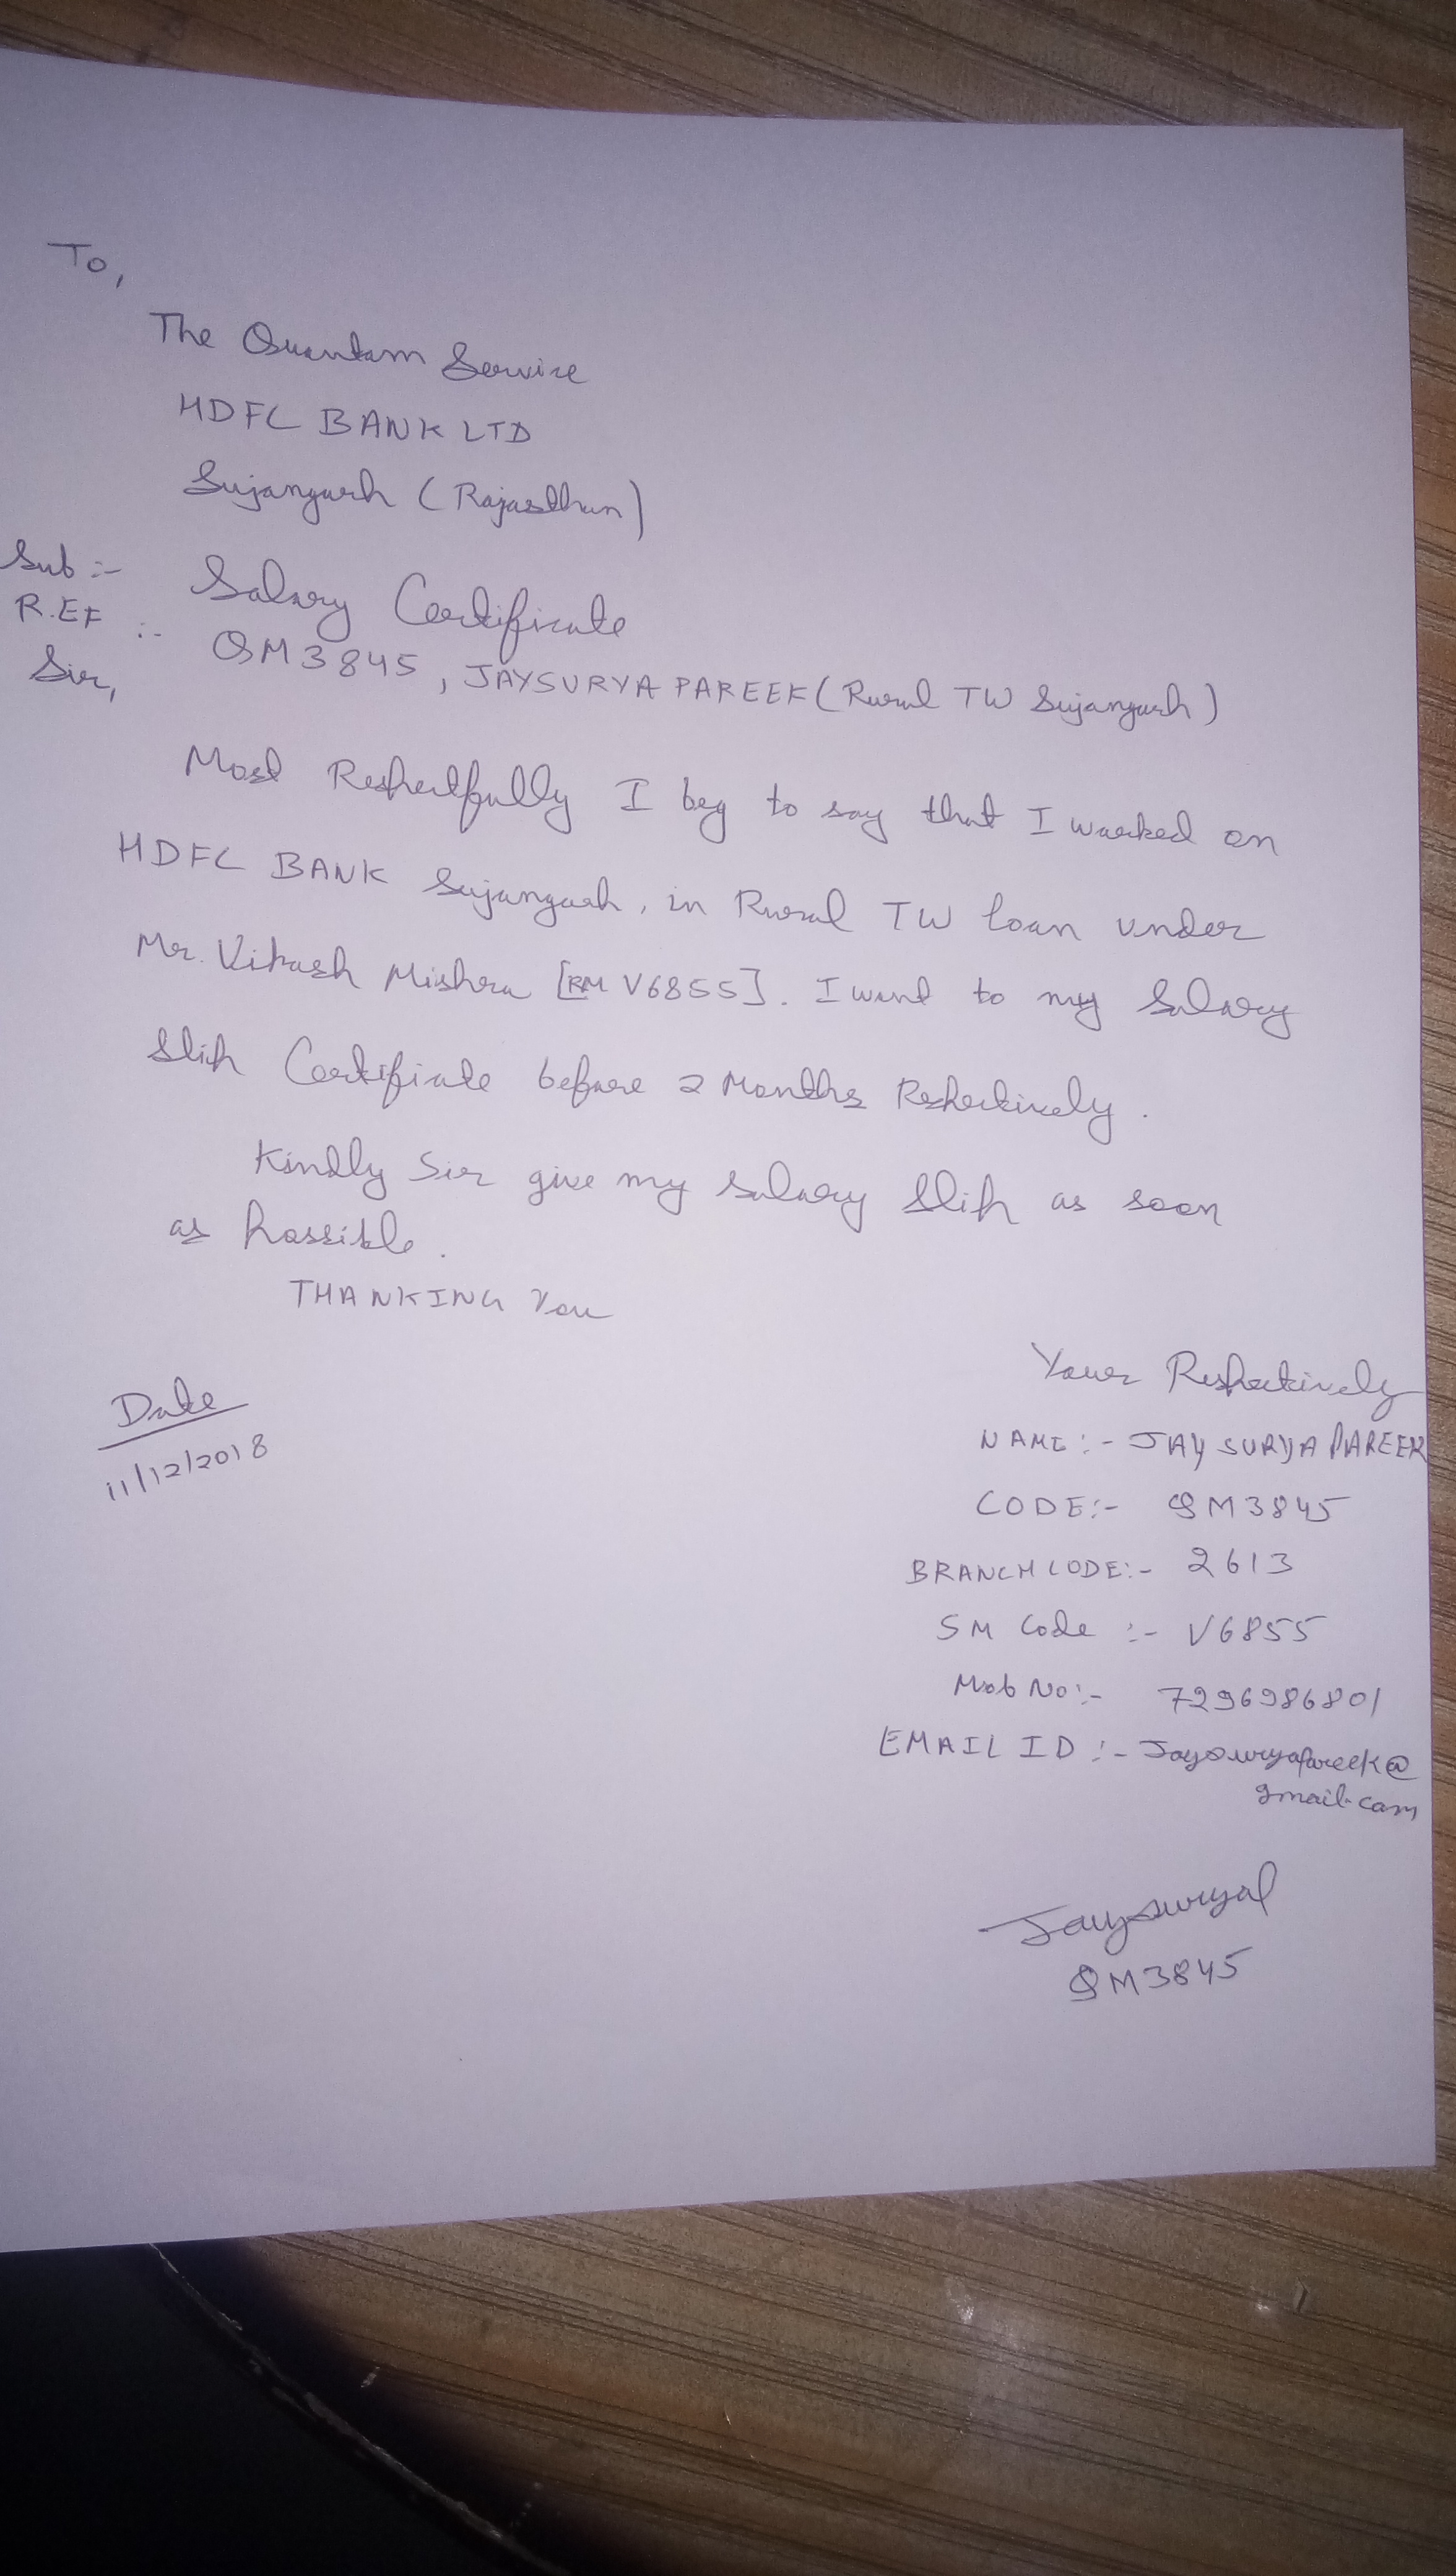 To,
The Quantam Service
HDFC BANK LTD
Sujangarh (Rajasthan)
Sub :- Salary Certificate
R.EF :- QM3845, JAYSURYA PAREEK (Rural TW Sujangarh)
Sir,
Most Respectfully I beg to say that I worked on
HDFC BANK Sujangarh, in Rural TW loan under
Mr. Vikash Mishra [RM V6855]. I want to my Salary
Slip Certificate before 2 Months Respectively.
Kindly Sir give my salary slip as soon
as possible.
THANKING You
Your Respectively
Date
11/12/2018
NAME :- JAY SURYA PAREEK
CODE :- QM3845
BRANCH CODE :- 2613
SM Code :- V6855
Mob No :- 7296986801
EMAIL ID :- Jaysuryapareek@
gmail.com
Jaysurya
QM3845